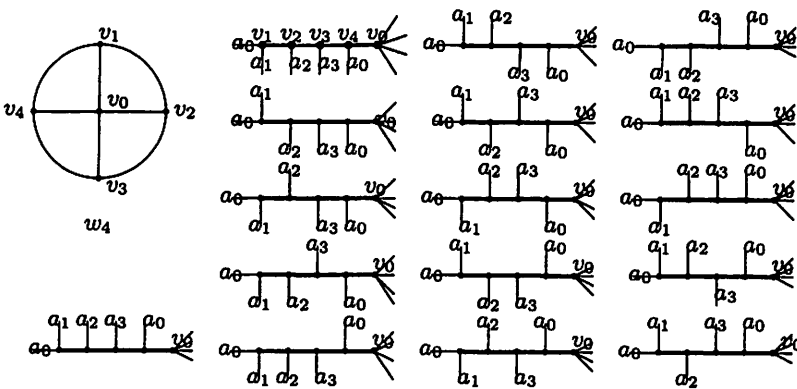 v₁
v₄ v₀ v₂
v₃
w₄
a₀ v₁ v₂ v₃ v₄ v₀
a₁ a₂ a₃ a₀
a₁ a₂
a₀ v₀
a₃ a₀
a₃ a₀
a₀ v₀
a₁ a₂
a₁
a₀ a₀
a₂ a₃ a₀
a₁ a₃
a₀ v₀
a₂ a₀
a₁ a₂ a₃
a₀ v₀
a₀
a₂
a₀ v₀
a₁ a₃ a₀
a₂ a₃
a₀ v₀
a₁ a₀
a₂ a₃ a₀
a₀ v₀
a₁
a₃
a₀ v₀
a₁ a₂ a₀
a₁ a₀
a₀ v₀
a₂ a₃
a₁ a₂ a₀
a₀ v₀
a₃
a₁ a₂ a₃ a₀
a₀ v₀
a₀
a₀ v₀
a₁ a₂ a₃
a₂ a₀
a₀ v₀
a₁ a₃
a₁ a₃ a₀
a₀ v₀
a₂